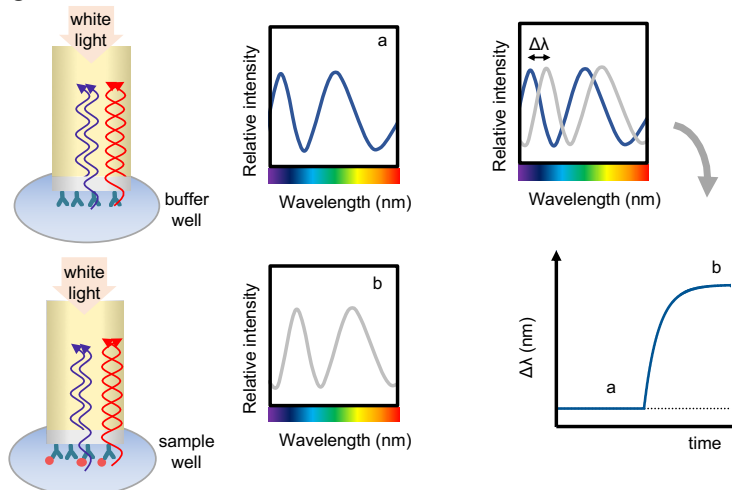 white
light
buffer
well
Relative intensity
a
Wavelength (nm)
Relative intensity
Δλ
Wavelength (nm)
white
light
sample
well
Relative intensity
b
Wavelength (nm)
Δλ (nm)
a
b
time